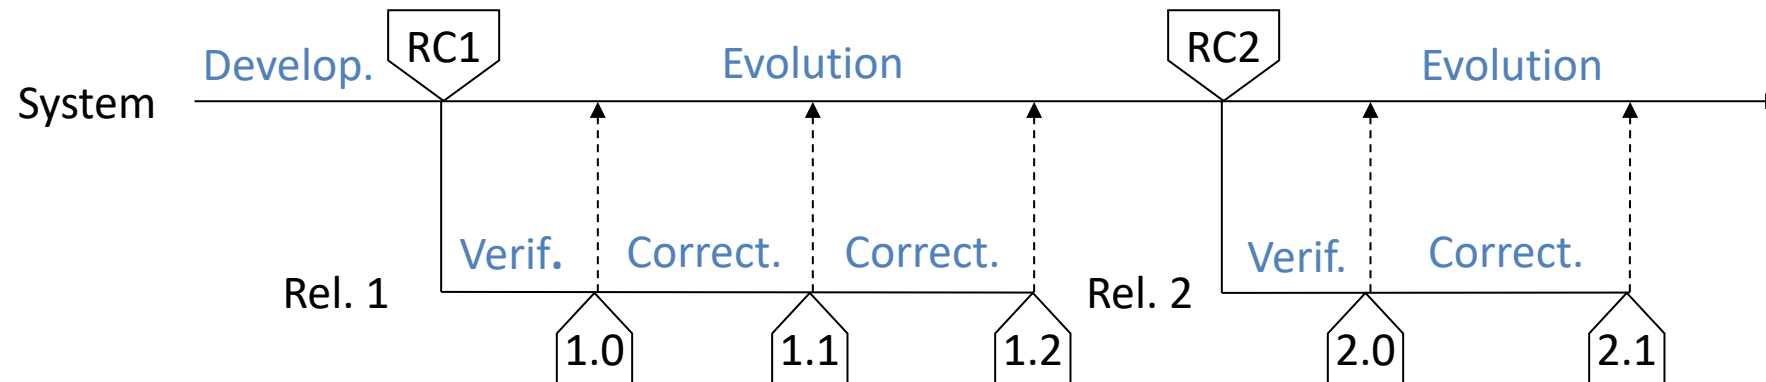 Develop.
RC1
Evolution
RC2
Evolution
System
Verif.
Correct.
Correct.
Verif.
Correct.
Rel. 1
Rel. 2
1.0
1.1
1.2
2.0
2.1